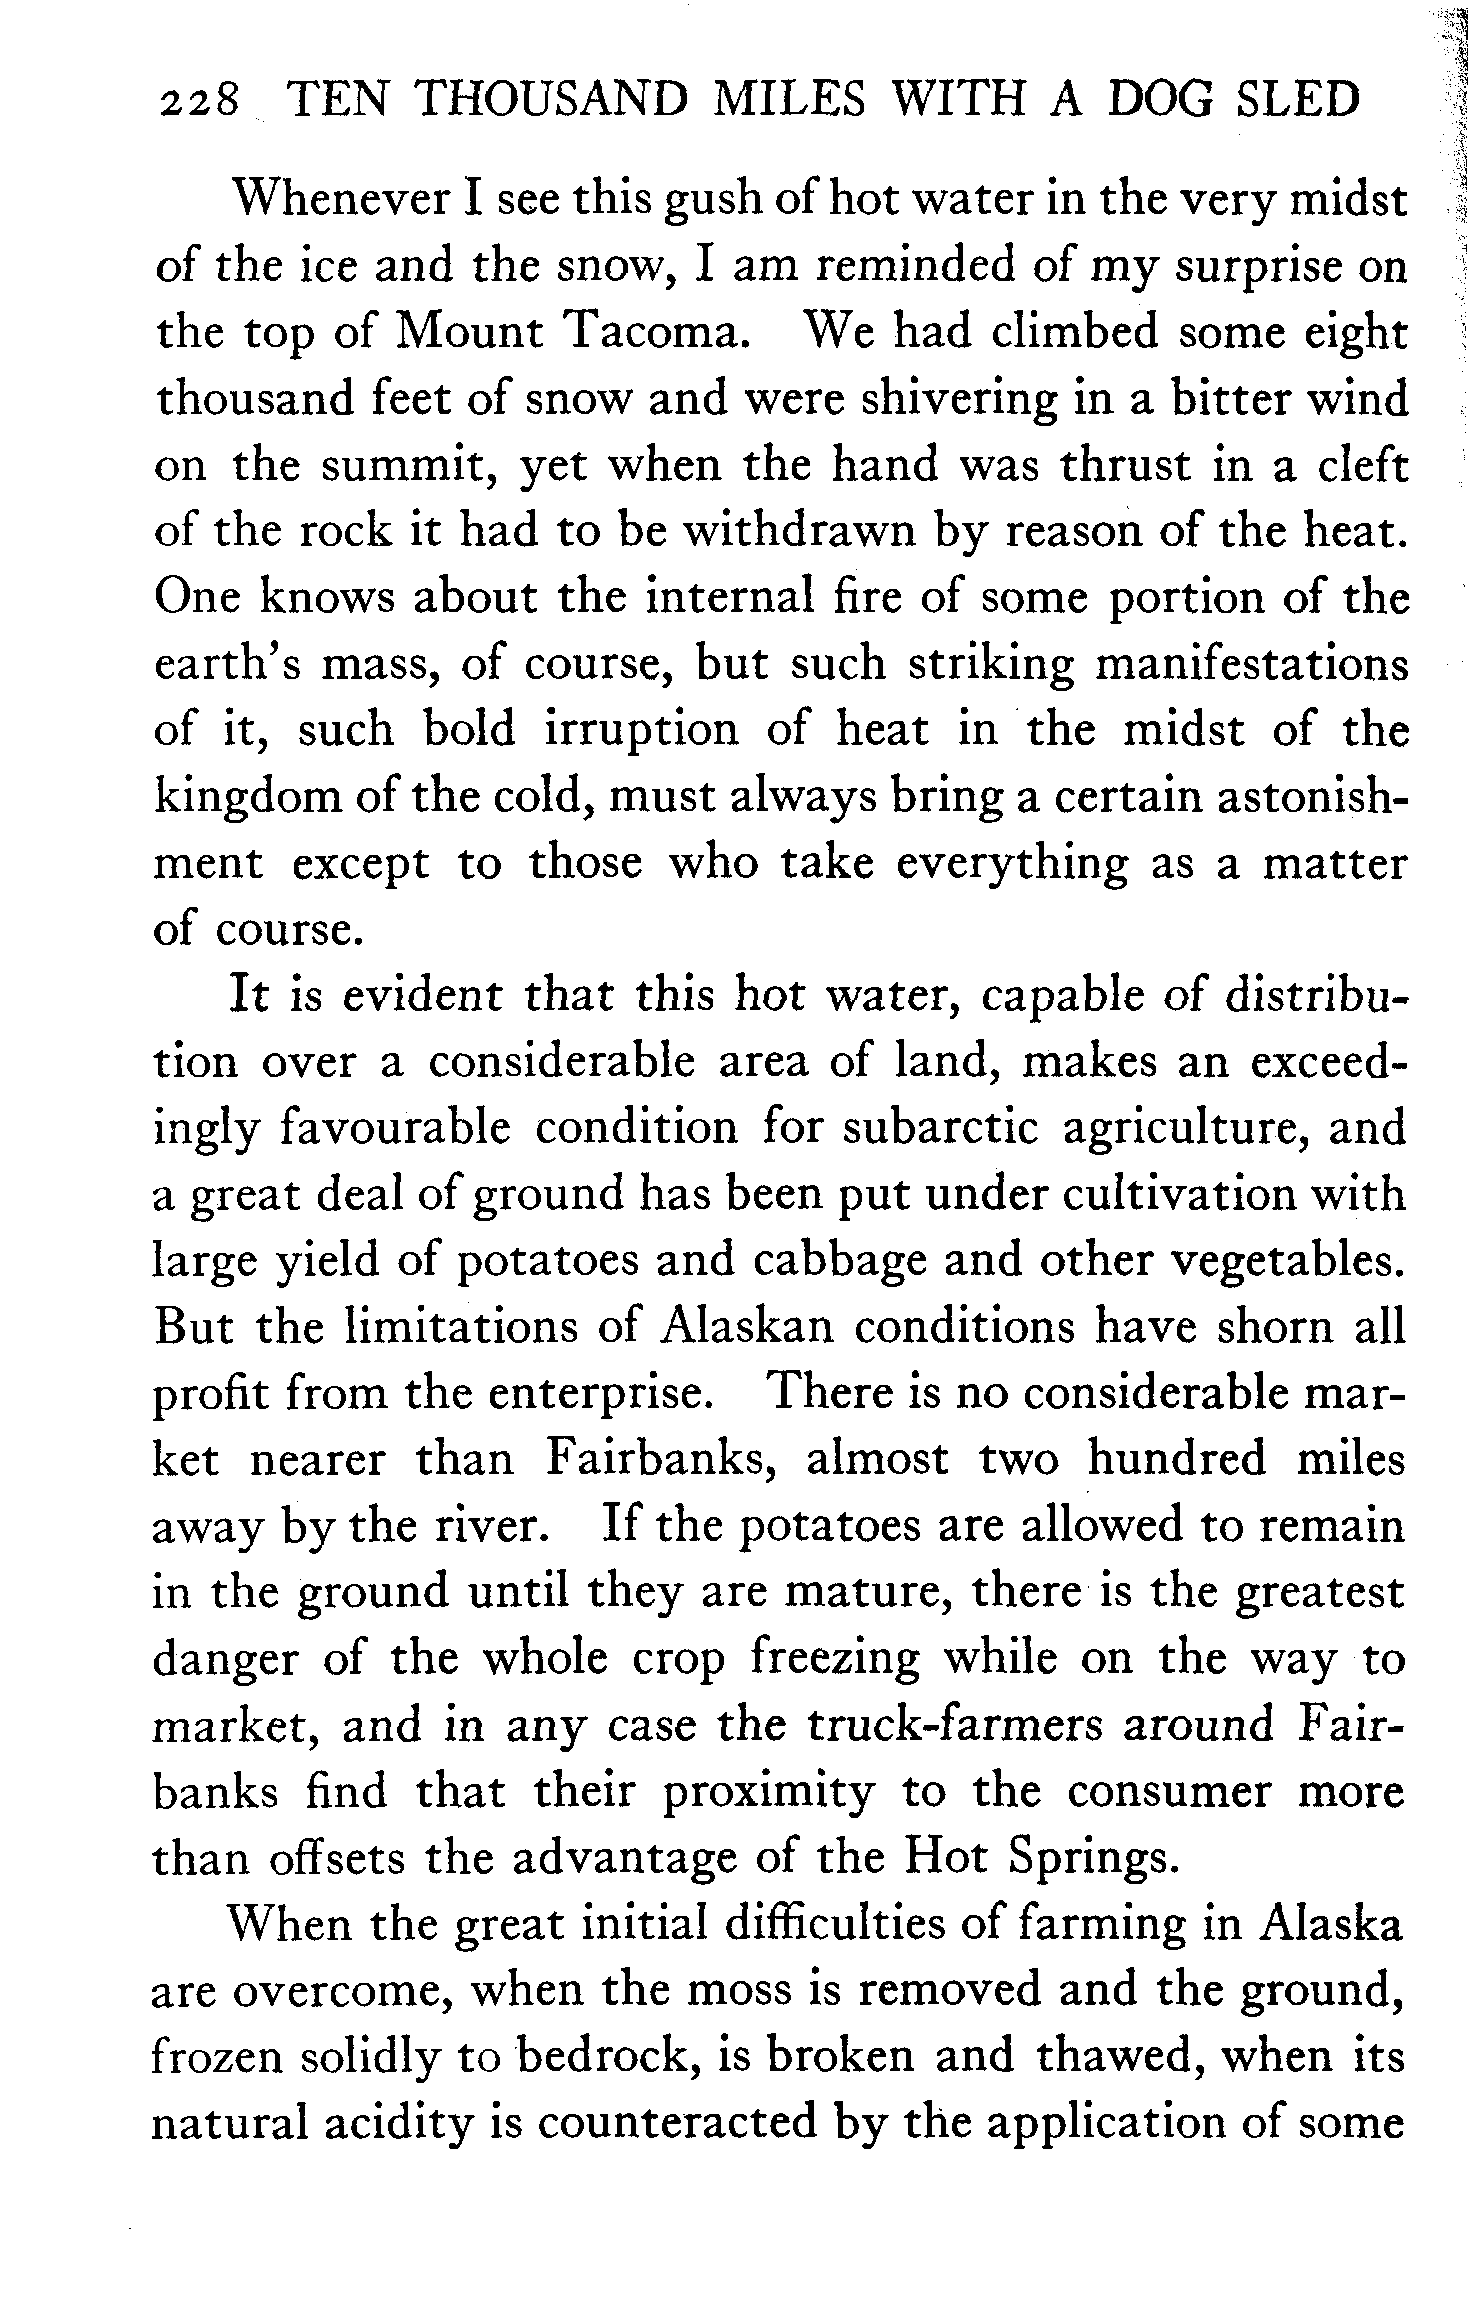 228 TEN THOUSAND MILES WITH A DOG SLED
Whenever I see this gush of hot water in the very midst
of the ice and the snow, I am reminded of my surprise on
the top of Mount Tacoma. We had climbed some eight
thousand feet of snow and were shivering in a bitter wind
on the summit, yet when the hand was thrust in a cleft
of the rock it had to be withdrawn by reason of the heat.
One knows about the internal fire of some portion of the
earth's mass, of course, but such striking manifestations
of it, such bold irruption of heat in the midst of the
kingdom of the cold, must always bring a certain astonish-
ment except to those who take everything as a matter
of course.
It is evident that this hot water, capable of distribu-
tion over a considerable area of land, makes an exceed-
ingly favourable condition for subarctic agriculture, and
a great deal of ground has been put under cultivation with
large yield of potatoes and cabbage and other vegetables.
But the limitations of Alaskan conditions have shorn all
profit from the enterprise. There is no considerable mar-
ket nearer than Fairbanks, almost two hundred miles
away by the river. If the potatoes are allowed to remain
in the ground until they are mature, there is the greatest
danger of the whole crop freezing while on the way to
market, and in any case the truck-farmers around Fair-
banks find that their proximity to the consumer more
than offsets the advantage of the Hot Springs.
When the great initial difficulties of farming in Alaska
are overcome, when the moss is removed and the ground,
frozen solidly to bedrock, is broken and thawed, when its
natural acidity is counteracted by the application of some